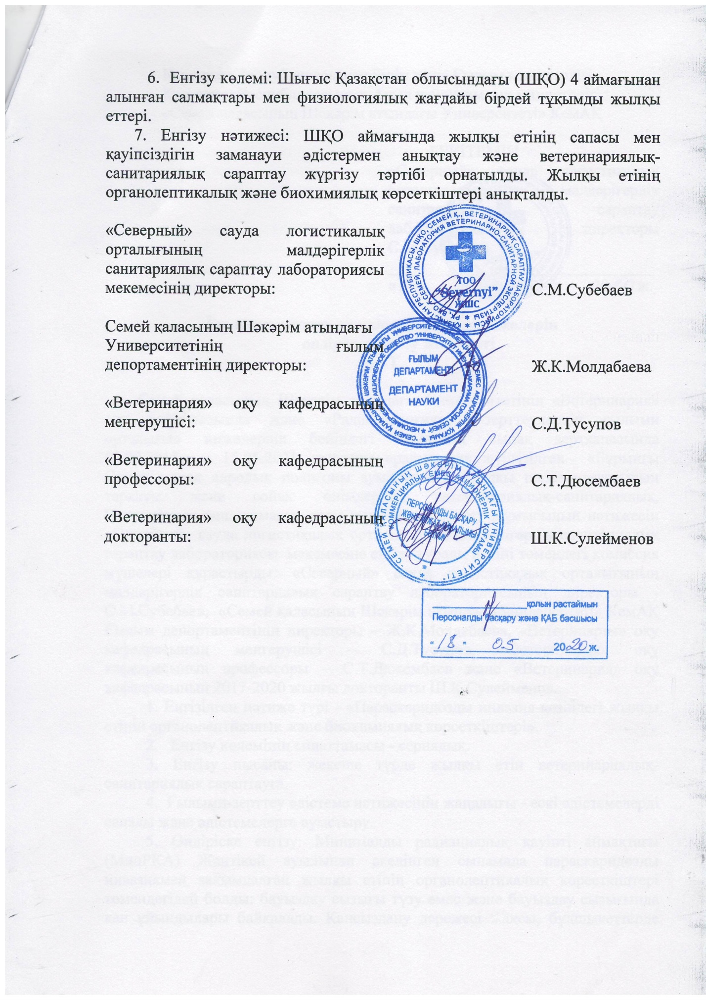 6. Енгізу көлемі: Шығыс Қазақстан облысындағы (ШҚО) 4 аймағынан
алынған салмақтары мен физиологиялық жағдайы бірдей тұқымды жылқы
еттері.
7. Енгізу нәтижесі: ШҚО аймағында жылқы етінің сапасы мен
қауіпсіздігін заманауи әдістермен анықтау және ветеринариялық-
санитариялық сараптау жүргізу тәртібі орнатылды. Жылқы етінің
органолептикалық және биохимиялық көрсеткіштері анықталды.
«Северный» сауда логистикалық
орталығының малдәрігерлік
санитариялық сараптау лабораториясы
мекемесінің директоры: С.М.Субебаев
ҚАЗАҚСТАН РЕСПУБЛИКАСЫ, ШҚО, СЕМЕЙ Қ., ВЕТЕРИНАРЛЫҚ САРАПТАУ ЛАБОРАТОРИЯСЫ
РК, ВКО, Г.СЕМЕЙ, ЛАБОРАТОРИЯ ВЕТЕРИНАРНО-САНИТАРНОЙ ЭКСПЕРТИЗЫ
ТОО
“Severnyi”
ЖШС
Семей қаласының Шәкәрім атындағы
Университетінің ғылым
депортаментінің директоры: Ж.К.Молдабаева
"СЕМЕЙ ҚАЛАСЫНЫҢ ШӘКӘРІМ АТЫНДАҒЫ УНИВЕРСИТЕТІ" КОММЕРЦИЯЛЫҚ ЕМЕС АКЦИОНЕРЛІК ҚОҒАМЫ
НЕКОММЕРЧЕСКОЕ АКЦИОНЕРНОЕ ОБЩЕСТВО "УНИВЕРСИТЕТ ИМЕНИ ШАКАРИМА ГОРОДА СЕМЕЙ"
ҒЫЛЫМ
ДЕПАРТАМЕНТІ
ДЕПАРТАМЕНТ
НАУКИ
«Ветеринария» оқу кафедрасының
меңгерушісі: С.Д.Тусупов
«Ветеринария» оқу кафедрасының
профессоры: С.Т.Дюсембаев
«Ветеринария» оқу кафедрасының
докторанты: Ш.К.Сулейменов
"СЕМЕЙ ҚАЛАСЫНЫҢ ШӘКӘРІМ АТЫНДАҒЫ УНИВЕРСИТЕТІ"
КОММЕРЦИЯЛЫҚ ЕМЕС АКЦИОНЕРЛІК ҚОҒАМЫ
ПЕРСОНАЛДЫ БАСҚАРУ
ЖӘНЕ
қолын растаймын
Персоналды басқару және ҚАБ басшысы
"18" 05 2020 ж.